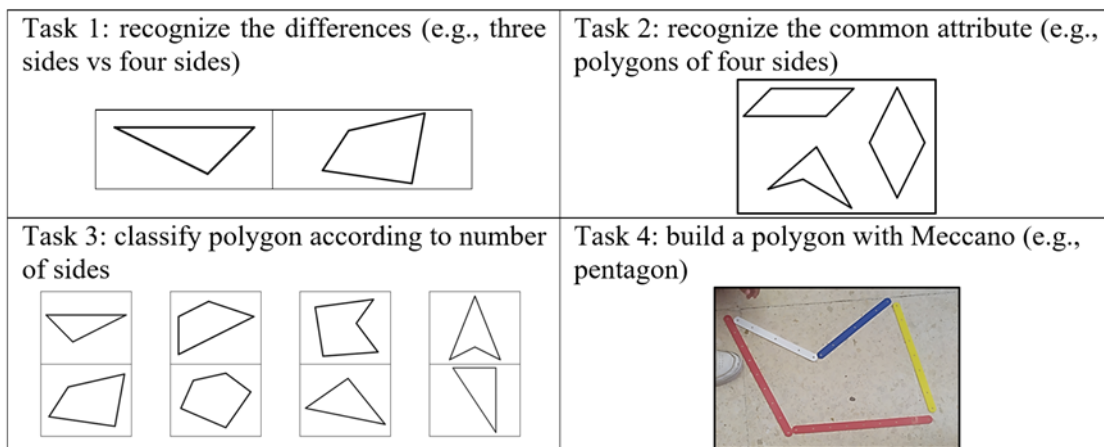 Task 1: recognize the differences (e.g., three
sides vs four sides)
Task 2: recognize the common attribute (e.g.,
polygons of four sides)
Task 3: classify polygon according to number
of sides
Task 4: build a polygon with Meccano (e.g.,
pentagon)